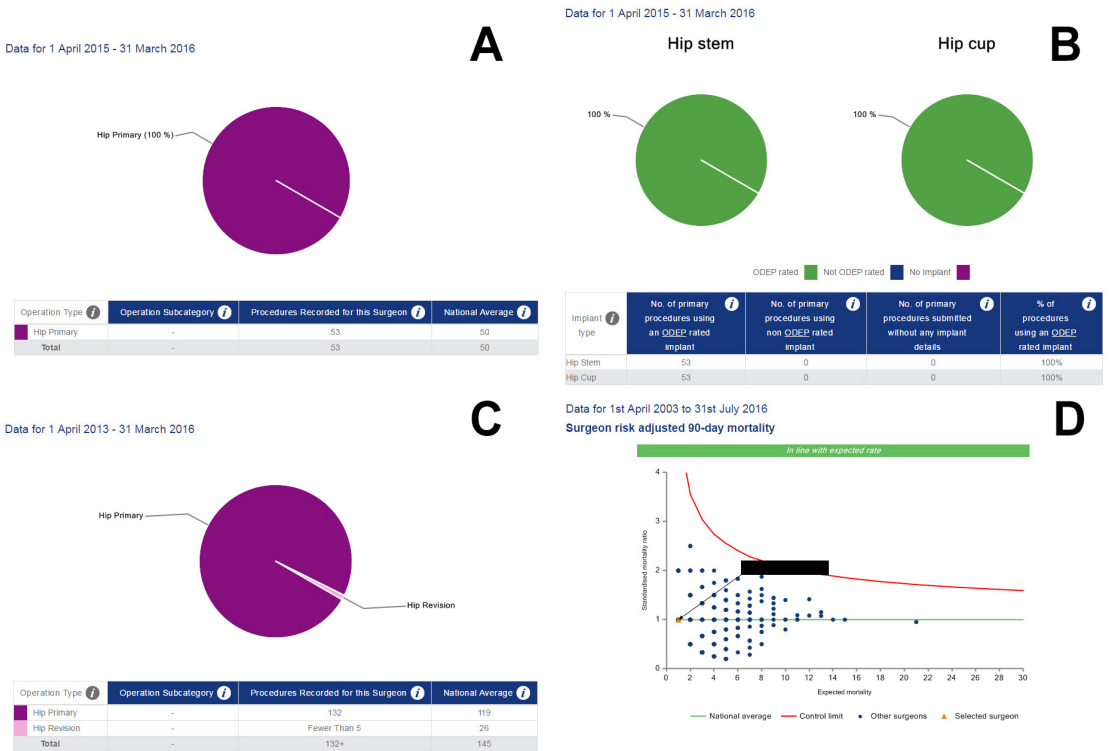 Data for 1 April 2015 - 31 March 2016
A
Hip Primary (100 %)
Operation Type i Operation Subcategory i Procedures Recorded for this Surgeon i National Average i
Hip Primary - 53 50
Total - 53 50
Data for 1 April 2015 - 31 March 2016
B
Hip stem Hip cup
100 % 100 %
ODEP rated Not ODEP rated No Implant
Implant type i No. of primary procedures using an ODEP rated implant i No. of primary procedures using non ODEP rated implant i No. of primary procedures submitted without any implant details i % of procedures using an ODEP rated implant i
Hip Stem 53 0 0 100%
Hip Cup 53 0 0 100%
Data for 1 April 2013 - 31 March 2016
C
Hip Primary
Hip Revision
Operation Type i Operation Subcategory i Procedures Recorded for this Surgeon i National Average i
Hip Primary - 132 119
Hip Revision - Fewer Than 5 26
Total - 132+ 145
Data for 1st April 2003 to 31st July 2016
D
Surgeon risk adjusted 90-day mortality
In line with expected rate
Standardised mortality ratio
4
3
2
1
0
0 2 4 6 8 10 12 14 16 18 20 22 24 26 28 30
Expected mortality
National average Control limit Other surgeons Selected surgeon